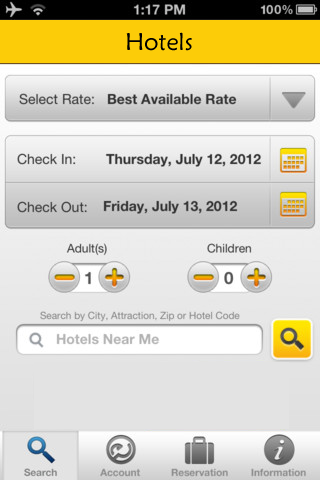 1:17 PM 100%
Hotels
Select Rate: Best Available Rate
Check In: Thursday, July 12, 2012
Check Out: Friday, July 13, 2012
Adult(s) Children
1 0
Search by City, Attraction, Zip or Hotel Code
Hotels Near Me
Search Account Reservation Information